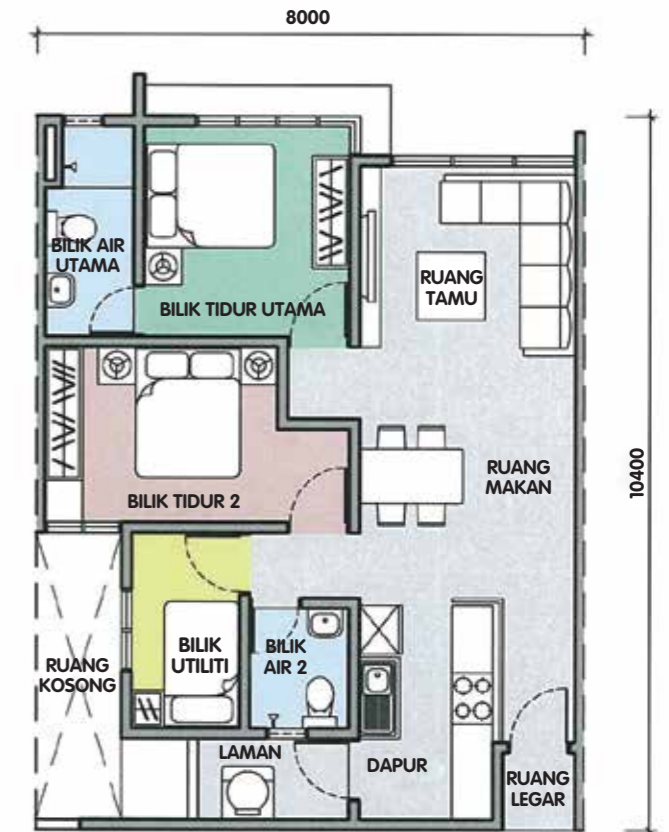 8000
BILIK AIR
UTAMA
BILIK TIDUR UTAMA
RUANG
TAMU
10400
RUANG
MAKAN
BILIK TIDUR 2
BILIK
UTILITI
BILIK
AIR 2
RUANG
KOSONG
LAMAN
DAPUR
RUANG
LEGAR